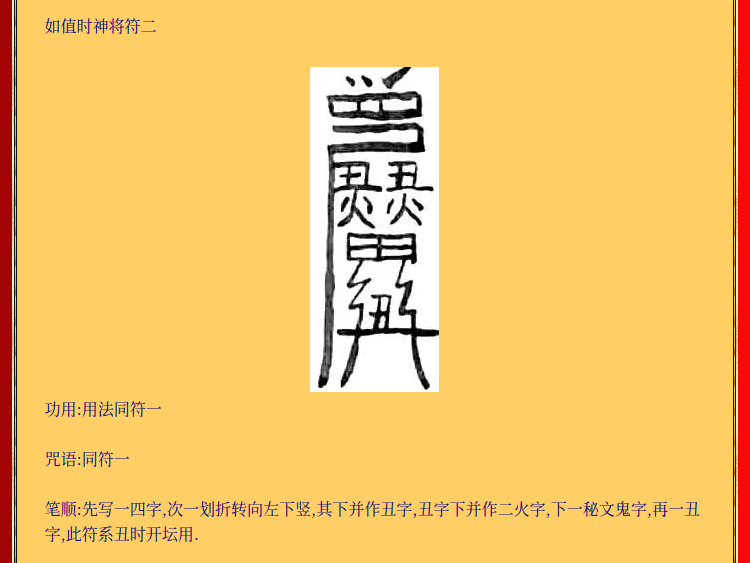 如值时神将符二
功用:用法同符一
咒语:同符一
笔顺:先写一四字,次一划折转向左下竖,其下并作丑字,丑字下并作二火字,下一秘文鬼字,再一丑
字,此符系丑时开坛用.